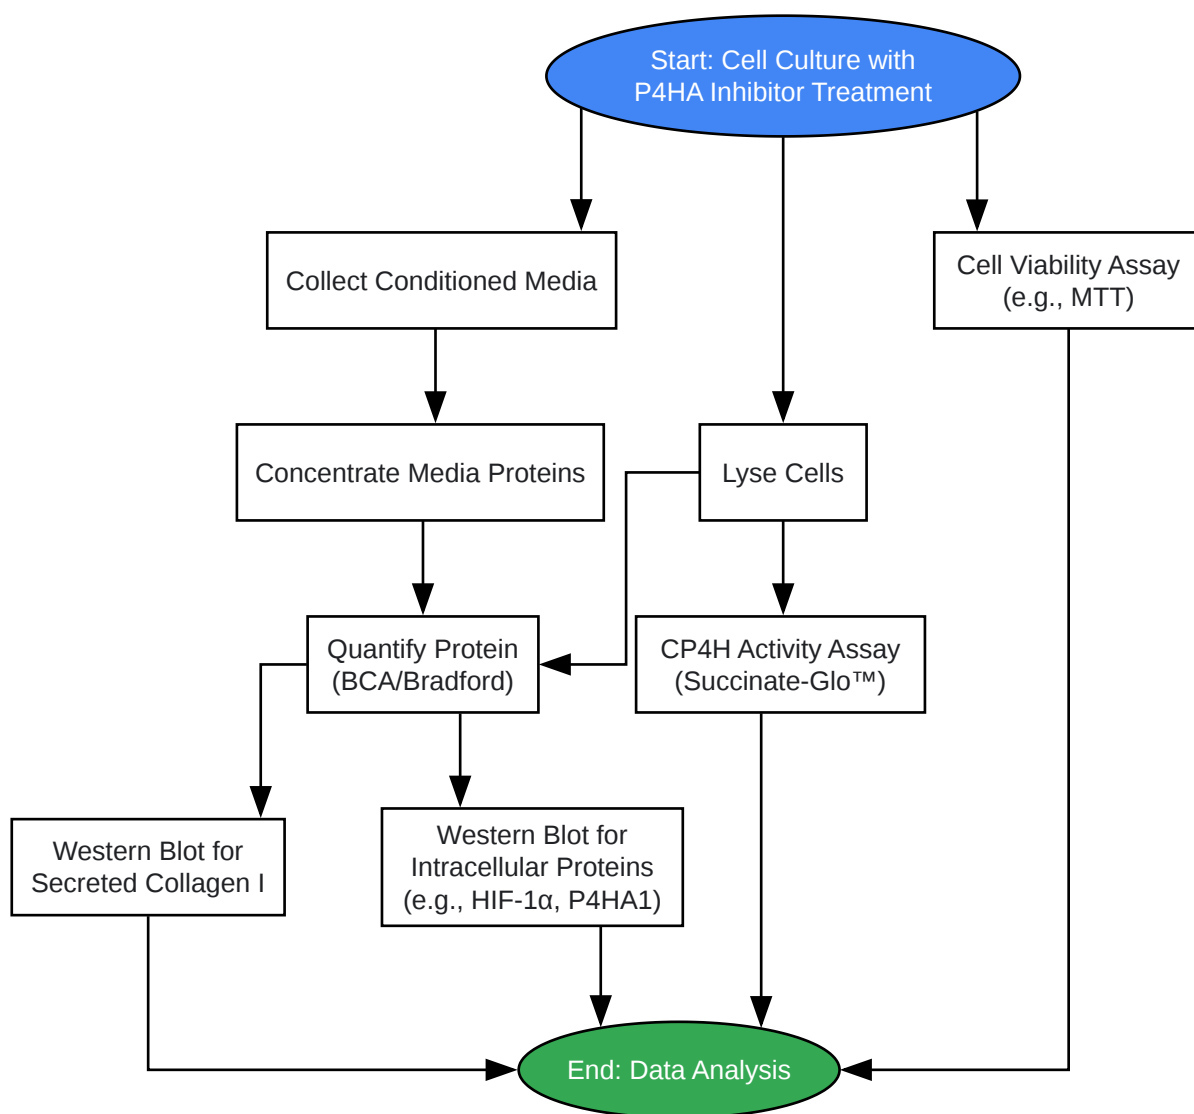 Start: Cell Culture with
P4HA Inhibitor Treatment
Collect Conditioned Media
Cell Viability Assay
(e.g., MTT)
Concentrate Media Proteins
Lyse Cells
Quantify Protein
(BCA/Bradford)
CP4H Activity Assay
(Succinate-Glo™)
Western Blot for
Secreted Collagen I
Western Blot for
Intracellular Proteins
(e.g., HIF-1α, P4HA1)
End: Data Analysis